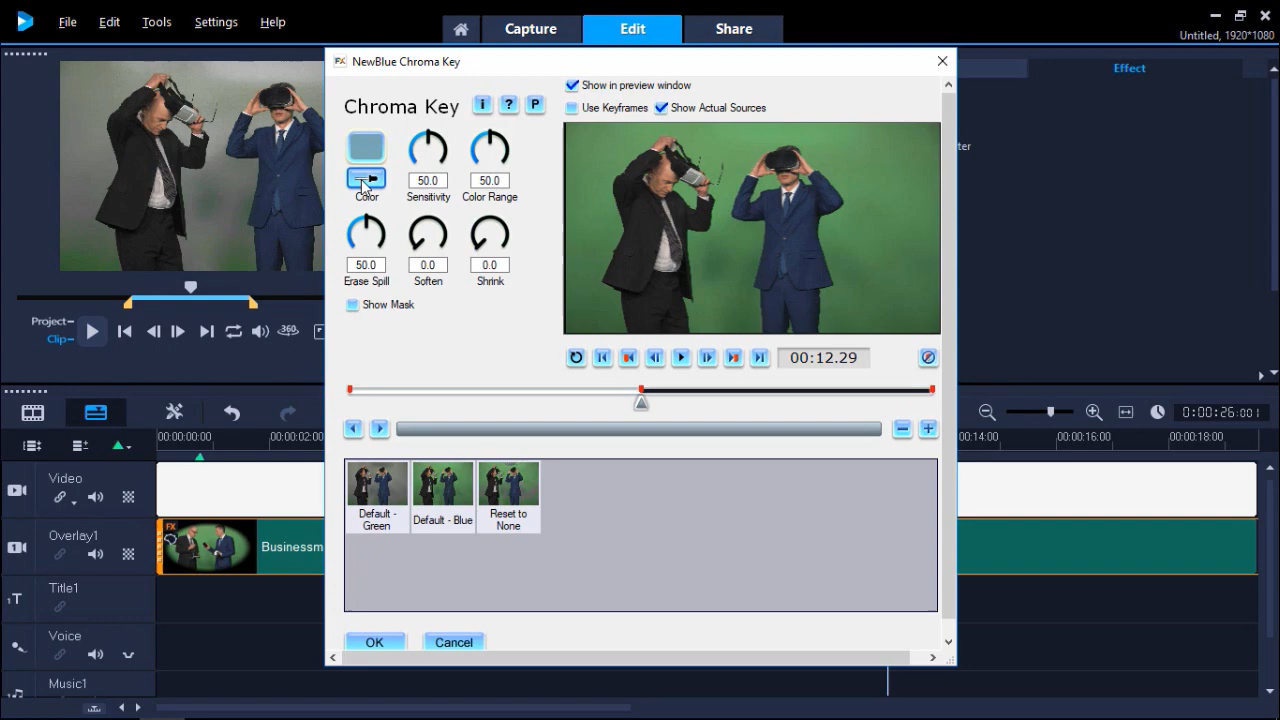 File Edit Tools Settings Help
Capture Edit Share
Untitled, 1920*1080
FX NewBlue Chroma Key
Effect
Show in preview window
Chroma Key i ? P
Use Keyframes Show Actual Sources
50.0 50.0
Color Sensitivity Color Range
50.0 0.0 0.0
Erase Spill Soften Shrink
Show Mask
Project
Clip
360
00:12.29
0:00:26:001
00:00:00:00 00:00:02:00 00:14:00 00:00:16:00 00:00:18:00
Default - Green
Default - Blue
Reset to None
Video
Overlay1
FX
Businessm
Title1
Voice
Music1
OK Cancel